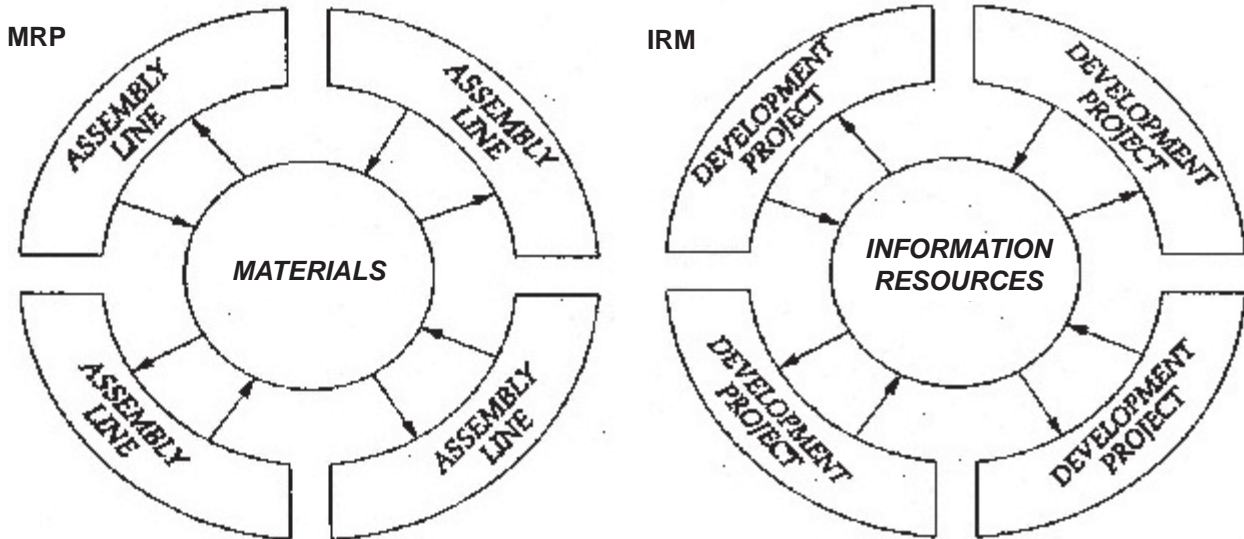 MRP
ASSEMBLY
LINE
ASSEMBLY
LINE
MATERIALS
ASSEMBLY
LINE
ASSEMBLY
LINE
IRM
DEVELOPMENT
PROJECT
DEVELOPMENT
PROJECT
INFORMATION
RESOURCES
DEVELOPMENT
PROJECT
DEVELOPMENT
PROJECT